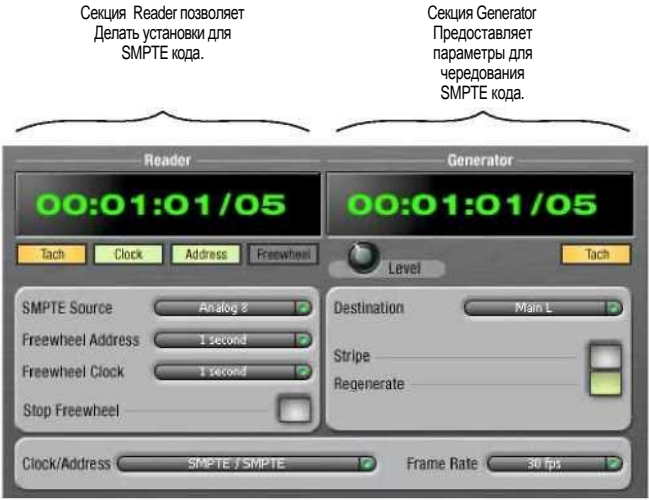 Секция Reader позволяет
Делать установки для
SMPTE кода.
Секция Generator
Предоставляет
параметры для
чередования
SMPTE кода.
Reader
Generator
00:01:01/05
00:01:01/05
Tach
Clock
Address
Freewheel
Level
Tach
SMPTE Source
Analog 8
Freewheel Address
1 second
Freewheel Clock
1 second
Stop Freewheel
Destination
Main L
Stripe
Regenerate
Clock/Address
SMPTE / SMPTE
Frame Rate
30 fps